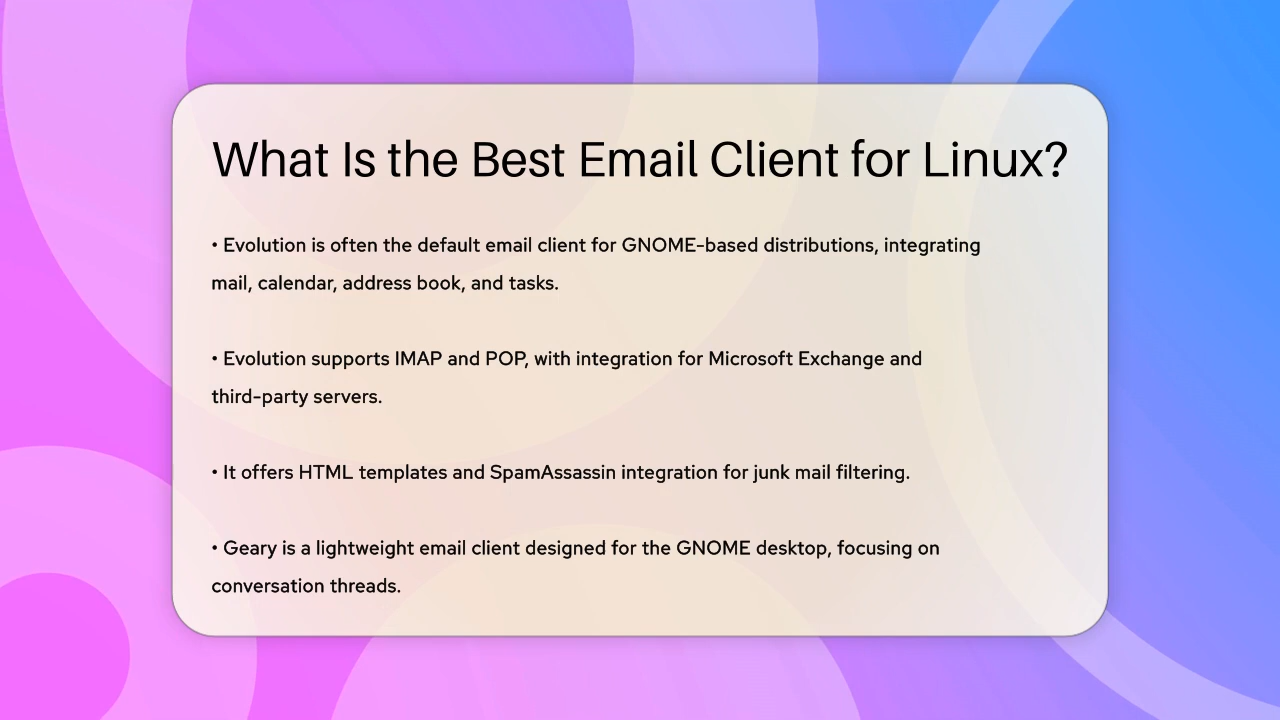 What Is the Best Email Client for Linux?
• Evolution is often the default email client for GNOME-based distributions, integrating
mail, calendar, address book, and tasks.
• Evolution supports IMAP and POP, with integration for Microsoft Exchange and
third-party servers.
• It offers HTML templates and SpamAssassin integration for junk mail filtering.
• Geary is a lightweight email client designed for the GNOME desktop, focusing on
conversation threads.